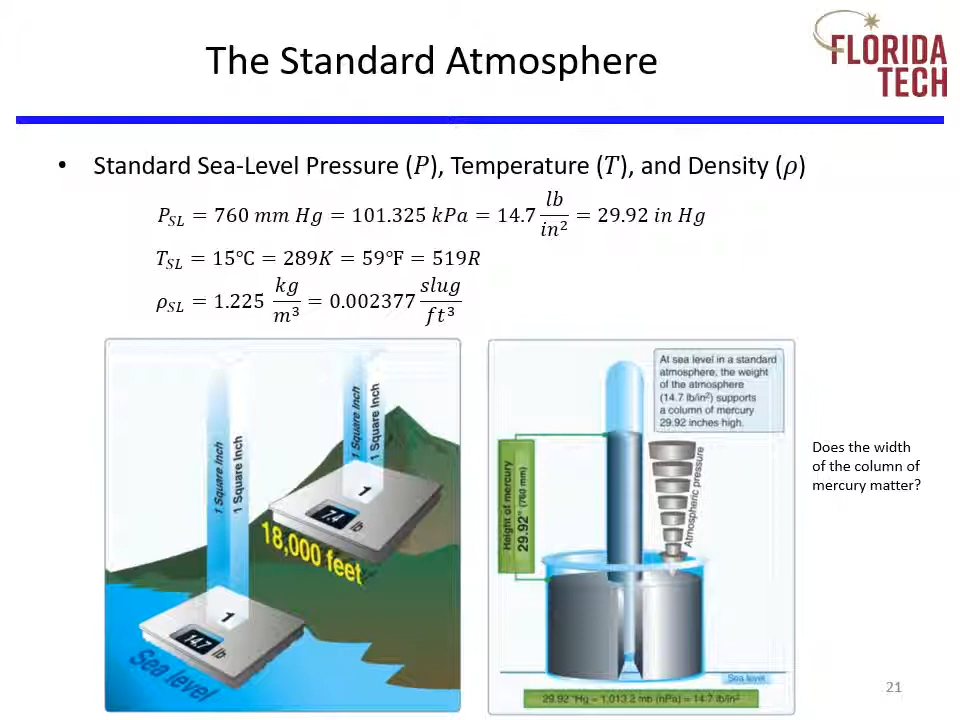 The Standard Atmosphere
FLORIDA
TECH
• Standard Sea-Level Pressure (P), Temperature (T), and Density (ρ)
P_SL = 760 mm Hg = 101.325 kPa = 14.7 lb/in² = 29.92 in Hg
T_SL = 15℃ = 289K = 59℉ = 519R
ρ_SL = 1.225 kg/m³ = 0.002377 slug/ft³
1 Square Inch
1 Square Inch
1 Square Inch
1 Square Inch
1
7.4 lb
18,000 feet
1
14.7 lb
Sea level
At sea level in a standard
atmosphere, the weight
of the atmosphere
(14.7 lb/in²) supports
a column of mercury
29.92 inches high.
Height of mercury
29.92" (760 mm)
Atmospheric pressure
Sea level
29.92 "Hg = 1,013.2 mb (hPa) = 14.7 lb/in²
Does the width
of the column of
mercury matter?
21